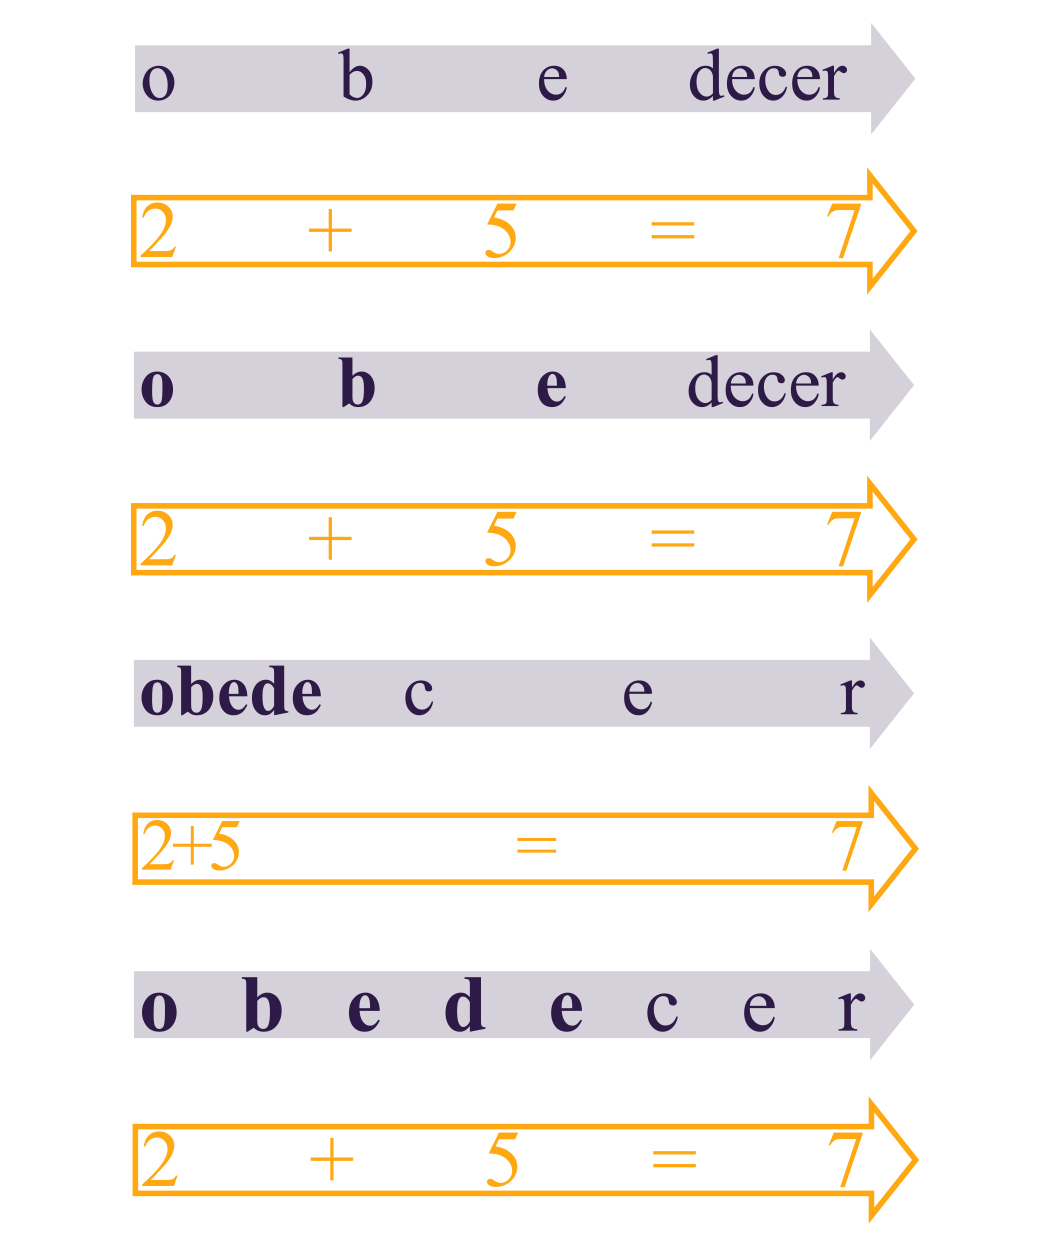 o b e decer
2 + 5 = 7
o b e decer
2 + 5 = 7
obede c e r
2+5 = 7
o b e d e c e r
2 + 5 = 7